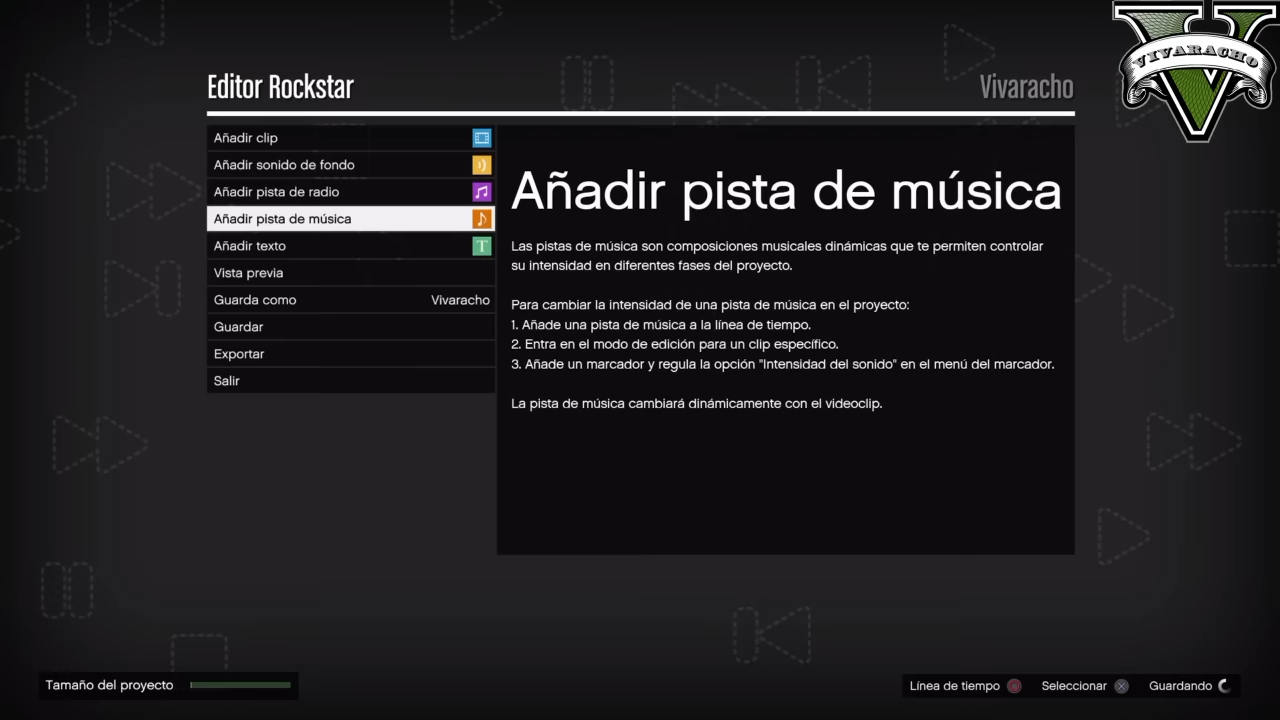 VIVARACHO
Editor Rockstar
Vivaracho
Añadir clip
Añadir sonido de fondo
Añadir pista de radio
Añadir pista de música
Añadir texto
Vista previa
Guarda como Vivaracho
Guardar
Exportar
Salir
Añadir pista de música
Las pistas de música son composiciones musicales dinámicas que te permiten controlar
su intensidad en diferentes fases del proyecto.
Para cambiar la intensidad de una pista de música en el proyecto:
1. Añade una pista de música a la línea de tiempo.
2. Entra en el modo de edición para un clip específico.
3. Añade un marcador y regula la opción "Intensidad del sonido" en el menú del marcador.
La pista de música cambiará dinámicamente con el videoclip.
Tamaño del proyecto
Línea de tiempo Seleccionar Guardando